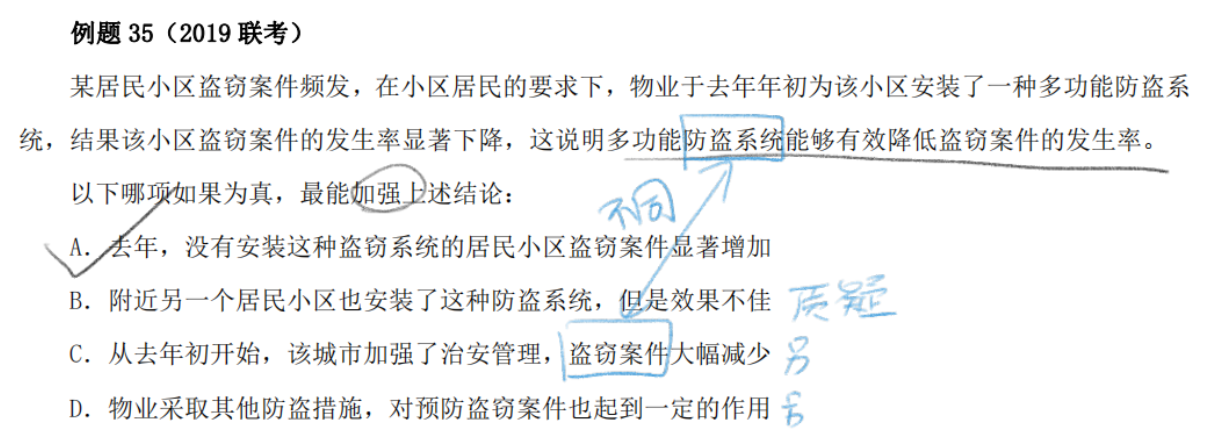 例题 35（2019 联考）
某居民小区盗窃案件频发，在小区居民的要求下，物业于去年年初为该小区安装了一种多功能防盗系
统，结果该小区盗窃案件的发生率显著下降，这说明多功能防盗系统能够有效降低盗窃案件的发生率。
以下哪项如果为真，最能加强上述结论：
不同
A．去年，没有安装这种盗窃系统的居民小区盗窃案件显著增加
B．附近另一个居民小区也安装了这种防盗系统，但是效果不佳 质疑
C．从去年初开始，该城市加强了治安管理，盗窃案件大幅减少 另
D．物业采取其他防盗措施，对预防盗窃案件也起到一定的作用 另